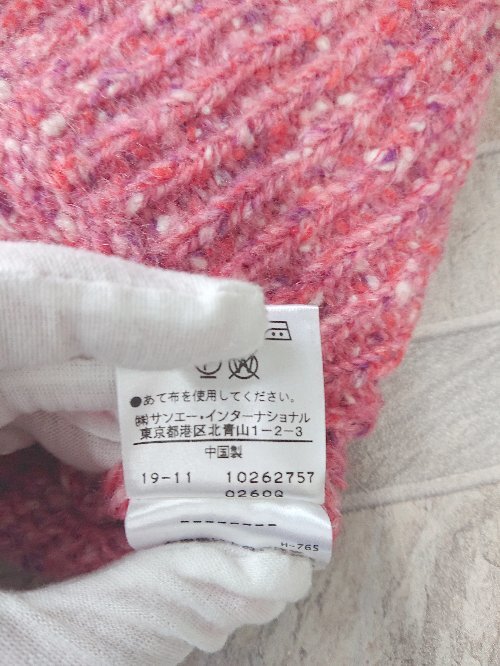 ●あて布を使用してください。
㈱サンエー・インターナショナル
東京都港区北青山1-2-3
中国製
19-11 10262757
0260Q
--------
H-765